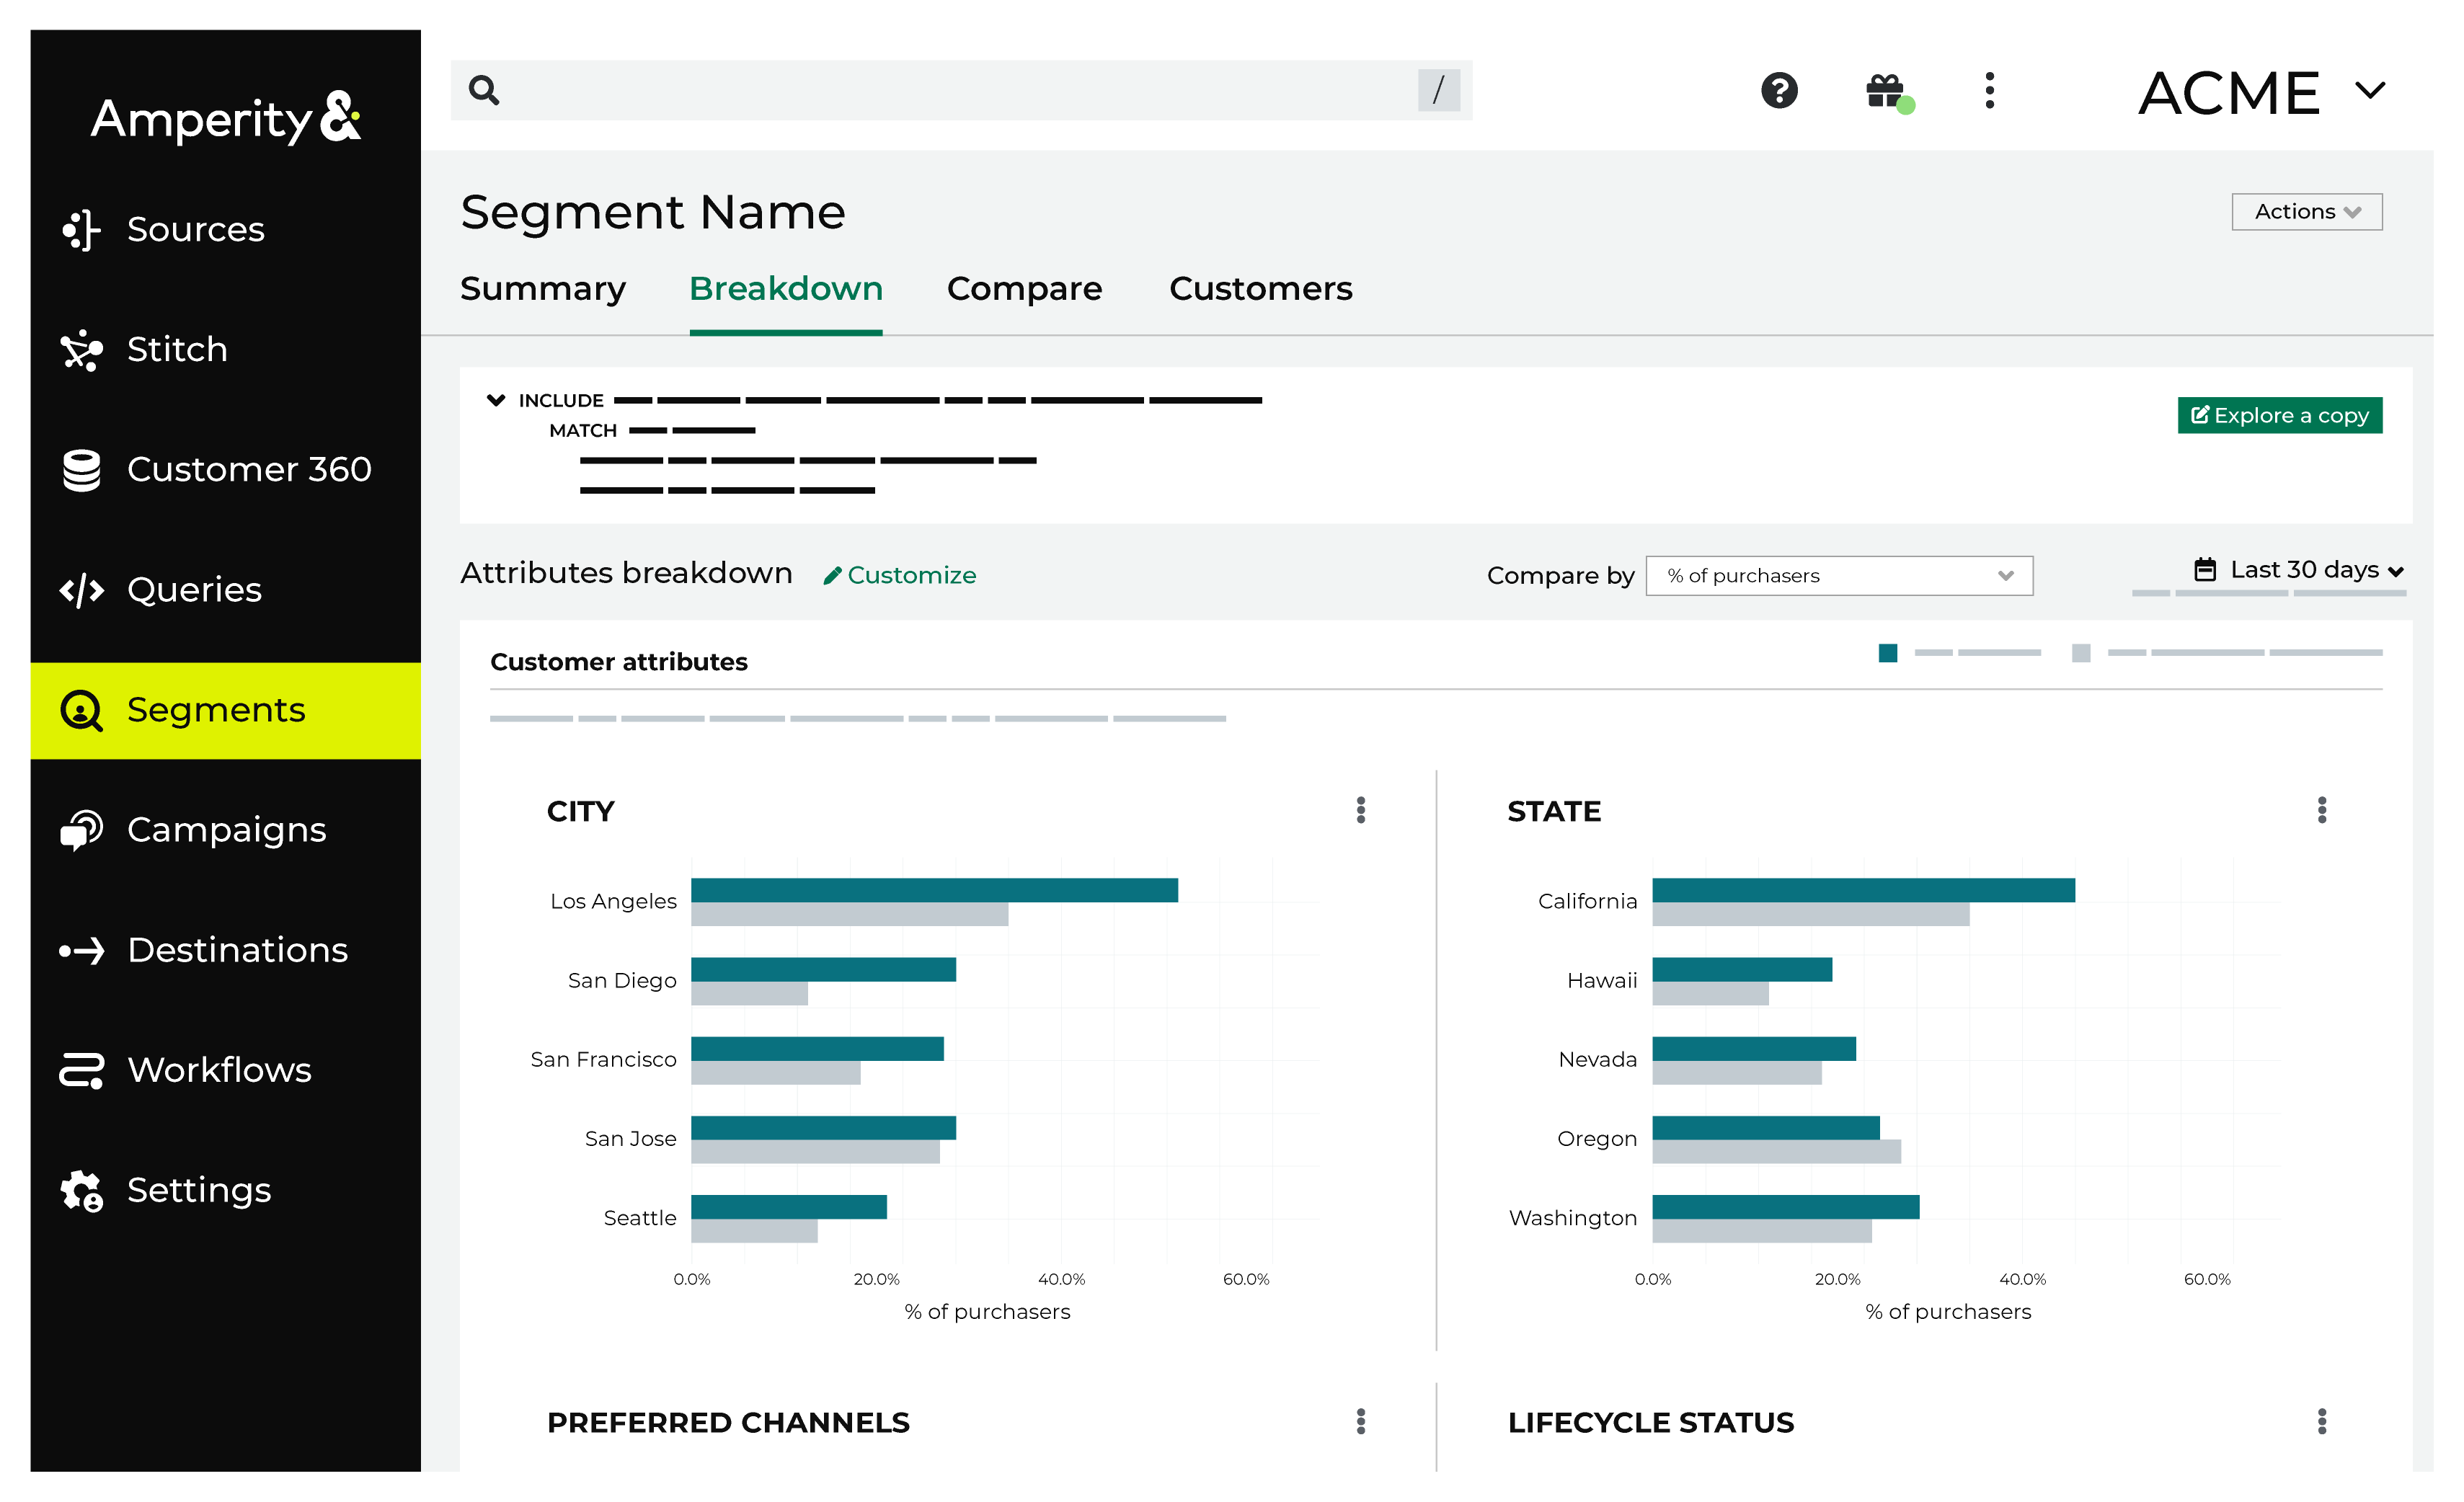 Amperity&
Sources
Stitch
Customer 360
Queries
Segments
Campaigns
Destinations
Workflows
Settings
/
?
ACME
Segment Name
Actions
Summary Breakdown Compare Customers
INCLUDE
MATCH
Explore a copy
Attributes breakdown Customize Compare by % of purchasers Last 30 days
Customer attributes
CITY
Los Angeles
San Diego
San Francisco
San Jose
Seattle
0.0% 20.0% 40.0% 60.0%
% of purchasers
STATE
California
Hawaii
Nevada
Oregon
Washington
0.0% 20.0% 40.0% 60.0%
% of purchasers
PREFERRED CHANNELS
LIFECYCLE STATUS